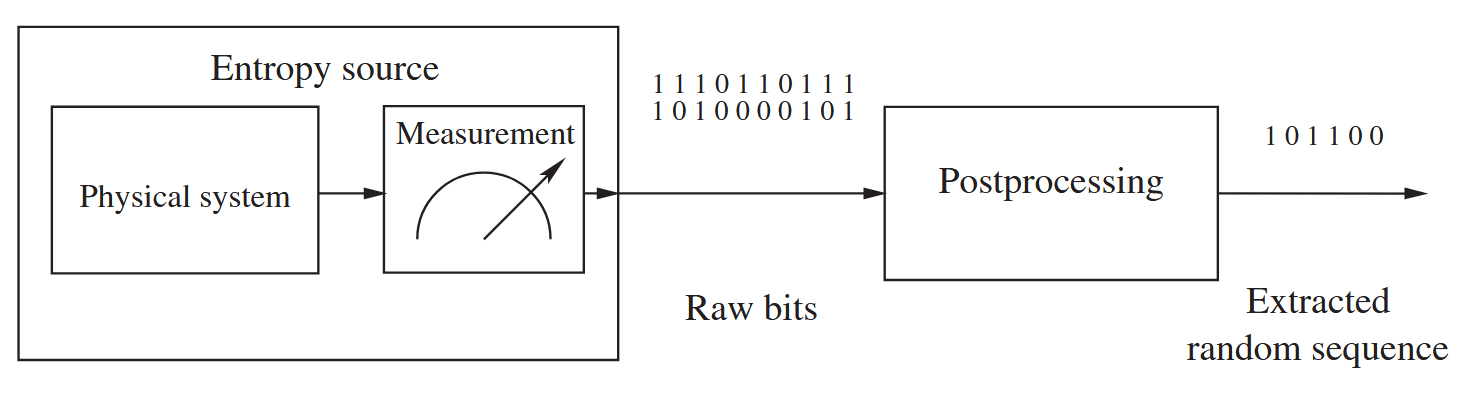 Entropy source
Physical system
Measurement
1 1 1 0 1 1 0 1 1 1
1 0 1 0 0 0 0 1 0 1
Raw bits
Postprocessing
1 0 1 1 0 0
Extracted
random sequence